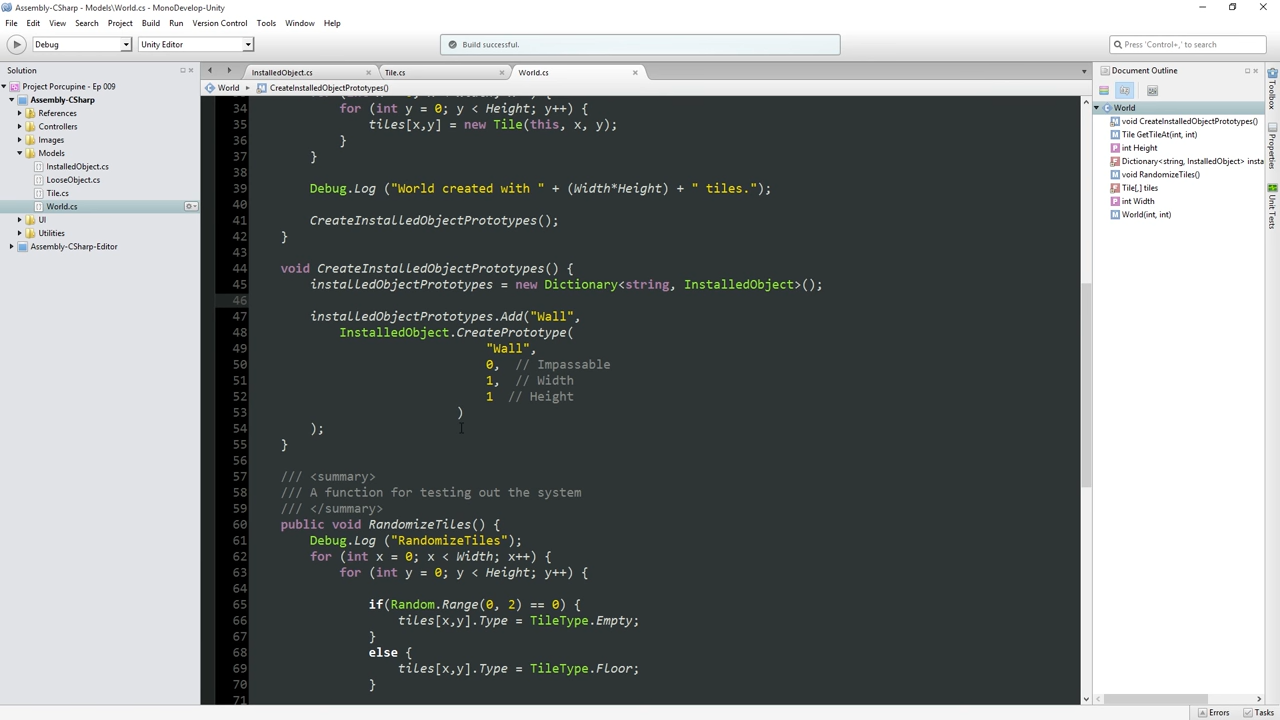 Assembly-CSharp - Models\World.cs - MonoDevelop-Unity
File Edit View Search Project Build Run Version Control Tools Window Help
Debug Unity Editor Build successful. Press 'Control+,' to search
Solution InstalledObject.cs Tile.cs World.cs Document Outline
World CreateInstalledObjectPrototypes()
Project Porcupine - Ep 009
Assembly-CSharp
References
Controllers
Images
Models
InstalledObject.cs
LooseObject.cs
Tile.cs
World.cs
UI
Utilities
Assembly-CSharp-Editor
34 for (int y = 0; y < Height; y++) {
35 tiles[x,y] = new Tile(this, x, y);
36 }
37 }
38
39 Debug.Log ("World created with " + (Width*Height) + " tiles.");
40
41 CreateInstalledObjectPrototypes();
42 }
43
44 void CreateInstalledObjectPrototypes() {
45 installedObjectPrototypes = new Dictionary<string, InstalledObject>();
46
47 installedObjectPrototypes.Add("Wall",
48 InstalledObject.CreatePrototype(
49 "Wall",
50 0, // Impassable
51 1, // Width
52 1 // Height
53 )
54 );
55 }
56
57 /// <summary>
58 /// A function for testing out the system
59 /// </summary>
60 public void RandomizeTiles() {
61 Debug.Log ("RandomizeTiles");
62 for (int x = 0; x < Width; x++) {
63 for (int y = 0; y < Height; y++) {
64
65 if(Random.Range(0, 2) == 0) {
66 tiles[x,y].Type = TileType.Empty;
67 }
68 else {
69 tiles[x,y].Type = TileType.Floor;
70 }
71
World
void CreateInstalledObjectPrototypes()
Tile GetTileAt(int, int)
int Height
Dictionary<string, InstalledObject> insta
void RandomizeTiles()
Tile[,] tiles
int Width
World(int, int)
Toolbox
Properties
Unit Tests
Errors Tasks